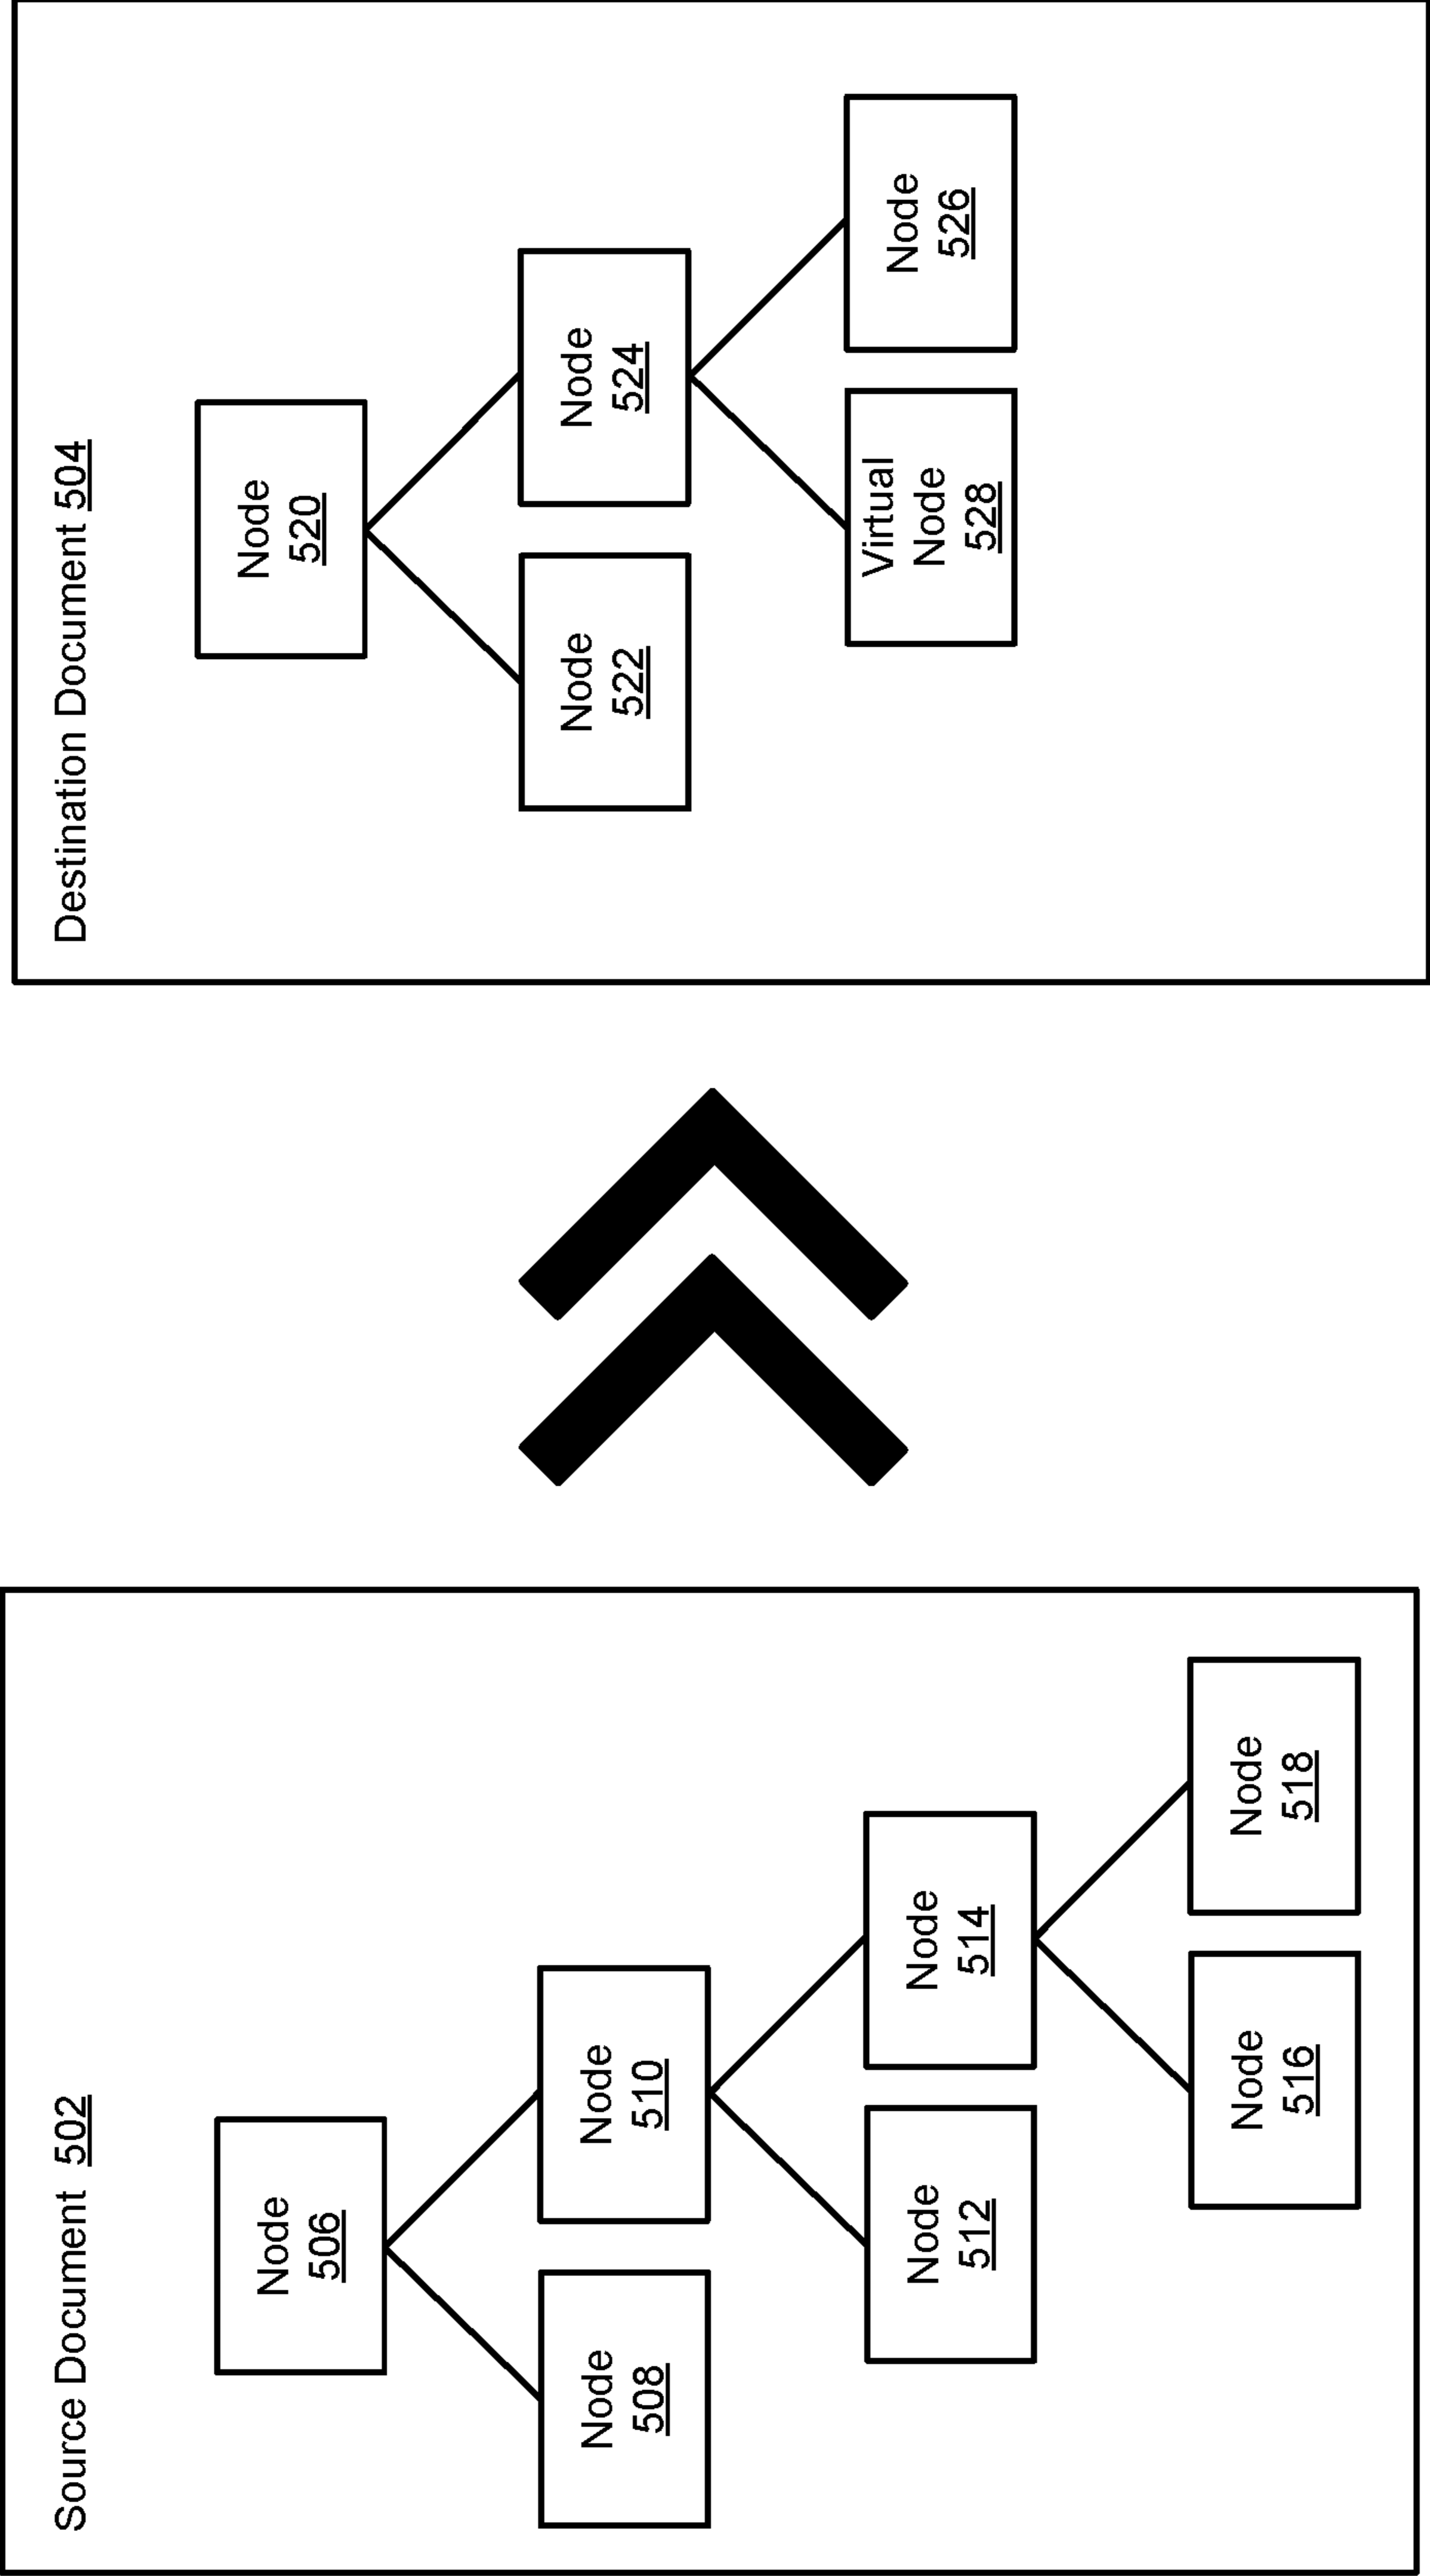 Source Document 502
Node
506
Node
508
Node
510
Node
512
Node
514
Node
516
Node
518
Destination Document 504
Node
520
Node
522
Node
524
Virtual
Node
528
Node
526